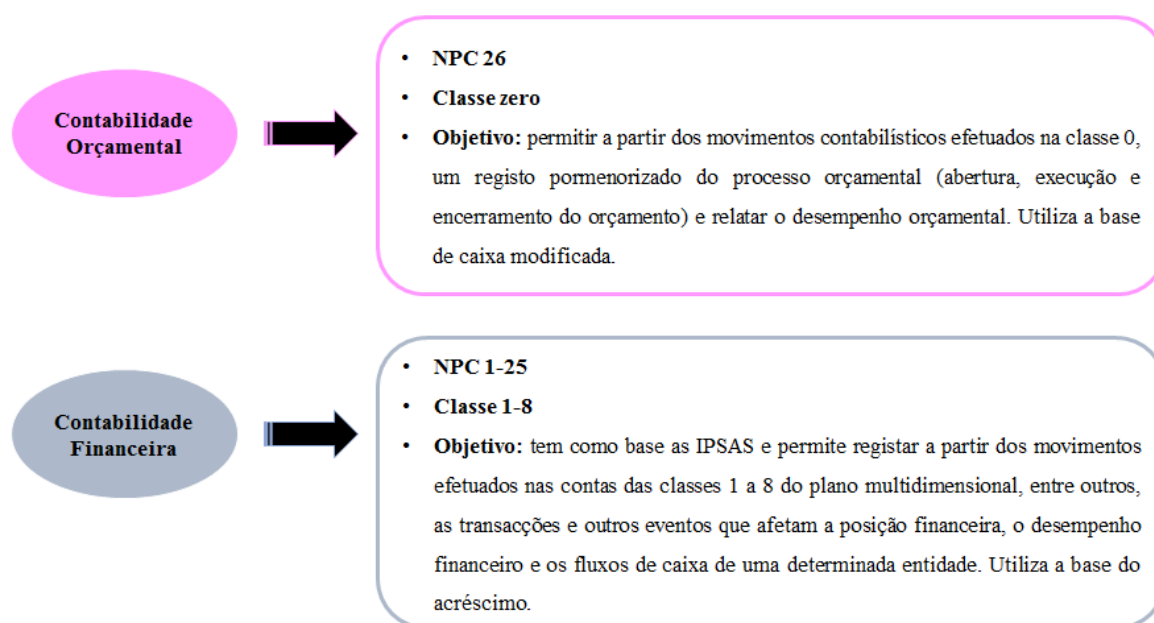 Contabilidade
Orçamental
• NPC 26
• Classe zero
• Objetivo: permitir a partir dos movimentos contabilísticos efetuados na classe 0,
um registo pormenorizado do processo orçamental (abertura, execução e
encerramento do orçamento) e relatar o desempenho orçamental. Utiliza a base
de caixa modificada.
Contabilidade
Financeira
• NPC 1-25
• Classe 1-8
• Objetivo: tem como base as IPSAS e permite registar a partir dos movimentos
efetuados nas contas das classes 1 a 8 do plano multidimensional, entre outros,
as transacções e outros eventos que afetam a posição financeira, o desempenho
financeiro e os fluxos de caixa de uma determinada entidade. Utiliza a base do
acréscimo.